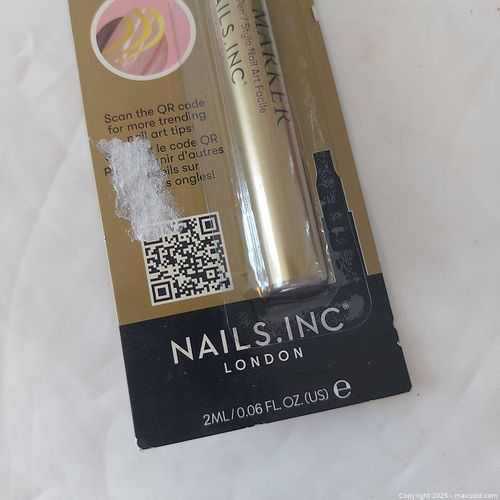 NAILS.INC®
MARKER
Pen / Stylo Nail Art Facile
Scan the QR code
for more trending
nail art tips!
le code QR
d'autres
sur
ongles!
NAILS.INC®
LONDON
2ML / 0.06 FL. OZ. (US) e
Copyright 2025 - maxsold.com